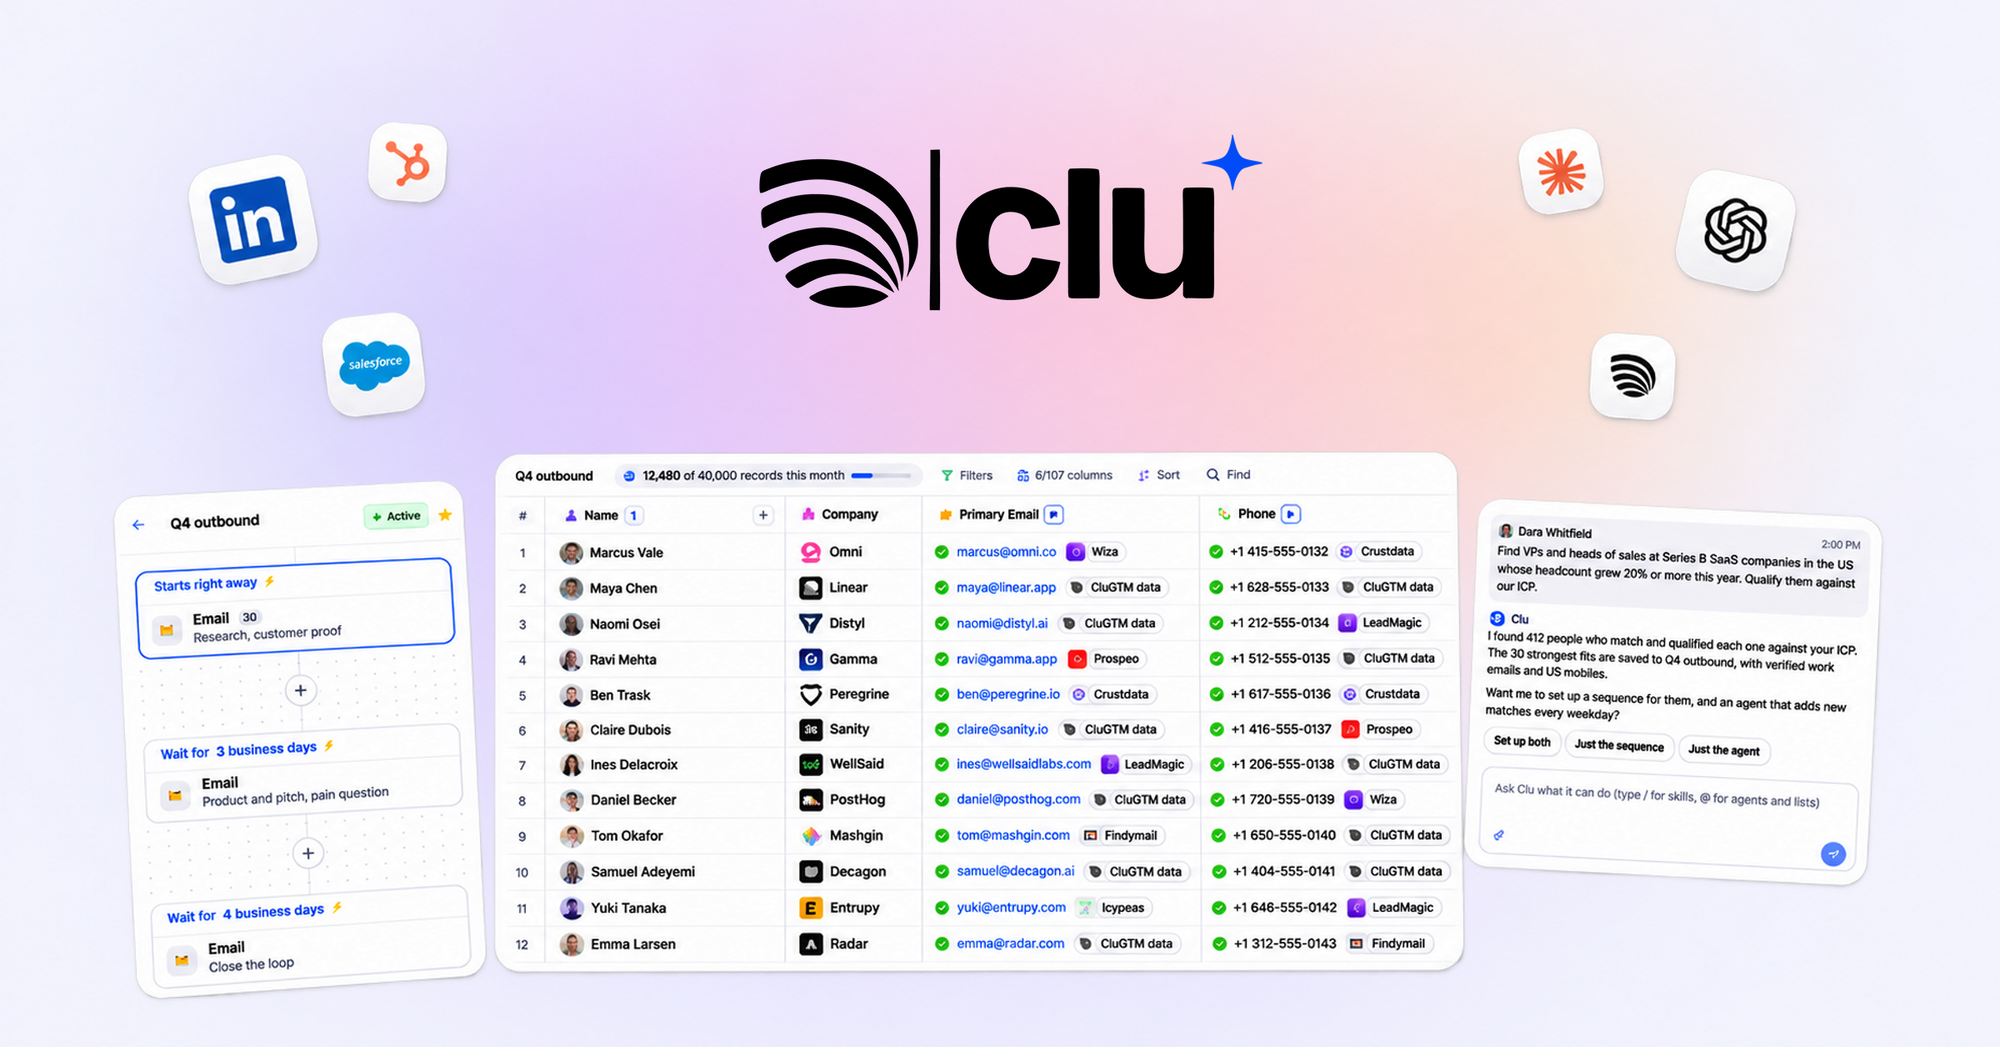 in
salesforce
clu
Q4 outbound
Active
Starts right away
Email 30
Research, customer proof
Wait for 3 business days
Email
Product and pitch, pain question
Wait for 4 business days
Email
Close the loop
Q4 outbound 12,480 of 40,000 records this month Filters 6/107 columns Sort Find
# Name 1 + Company Primary Email Phone
1 Marcus Vale Omni marcus@omni.co Wiza +1 415-555-0132 Crustdata
2 Maya Chen Linear maya@linear.app CluGTM data +1 628-555-0133 CluGTM data
3 Naomi Osei Distyl naomi@distyl.ai CluGTM data +1 212-555-0134 LeadMagic
4 Ravi Mehta Gamma ravi@gamma.app Prospeo +1 512-555-0135 CluGTM data
5 Ben Trask Peregrine ben@peregrine.io Crustdata +1 617-555-0136 Crustdata
6 Claire Dubois Sanity claire@sanity.io CluGTM data +1 416-555-0137 Prospeo
7 Ines Delacroix WellSaid ines@wellsaidlabs.com LeadMagic +1 206-555-0138 CluGTM data
8 Daniel Becker PostHog daniel@posthog.com CluGTM data +1 720-555-0139 Wiza
9 Tom Okafor Mashgin tom@mashgin.com Findymail +1 650-555-0140 CluGTM data
10 Samuel Adeyemi Decagon samuel@decagon.ai CluGTM data +1 404-555-0141 CluGTM data
11 Yuki Tanaka E Entrupy yuki@entrupy.com Icypeas +1 646-555-0142 LeadMagic
12 Emma Larsen Radar emma@radar.com CluGTM data +1 312-555-0143 Findymail
Dara Whitfield 2:00 PM
Find VPs and heads of sales at Series B SaaS companies in the US
whose headcount grew 20% or more this year. Qualify them against
our ICP.
Clu
I found 412 people who match and qualified each one against your ICP.
The 30 strongest fits are saved to Q4 outbound, with verified work
emails and US mobiles.
Want me to set up a sequence for them, and an agent that adds new
matches every weekday?
Set up both Just the sequence Just the agent
Ask Clu what it can do (type / for skills, @ for agents and lists)